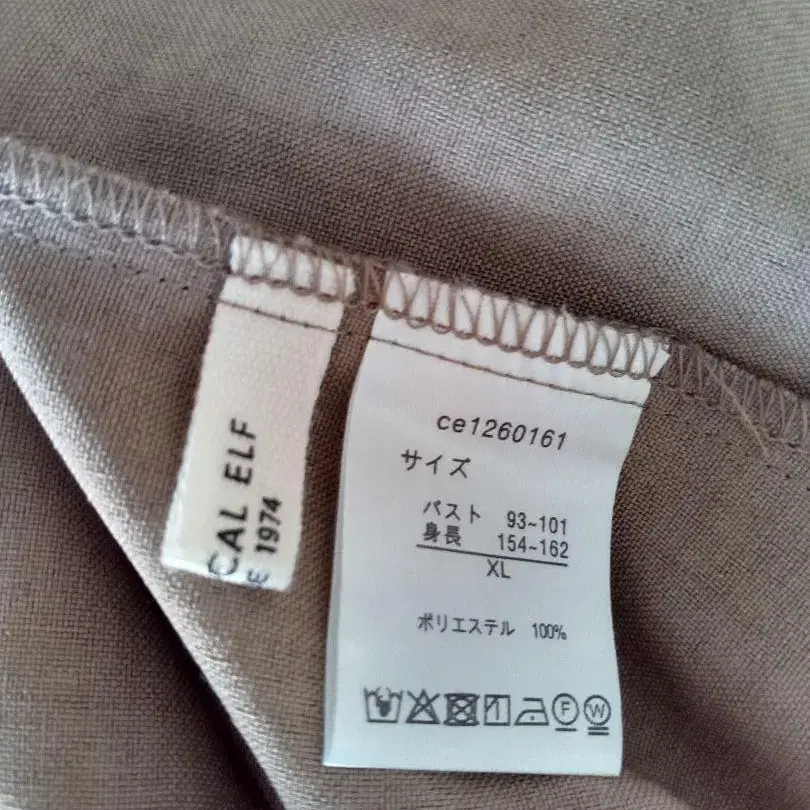 CAL ELF
E 1974
ce1260161
サイズ
バスト 93~101
身長 154~162
XL
ポリエステル 100%
F
W